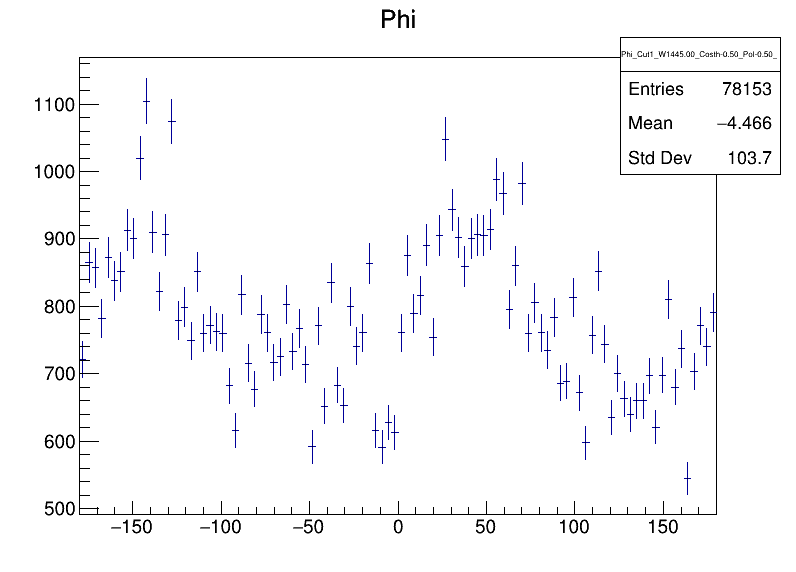 Phi
Phi_Cut1_W1445.00_Costh-0.50_Pol-0.50_
Entries 78153
Mean −4.466
Std Dev 103.7
1100
1000
900
800
700
600
500
−150 −100 −50 0 50 100 150